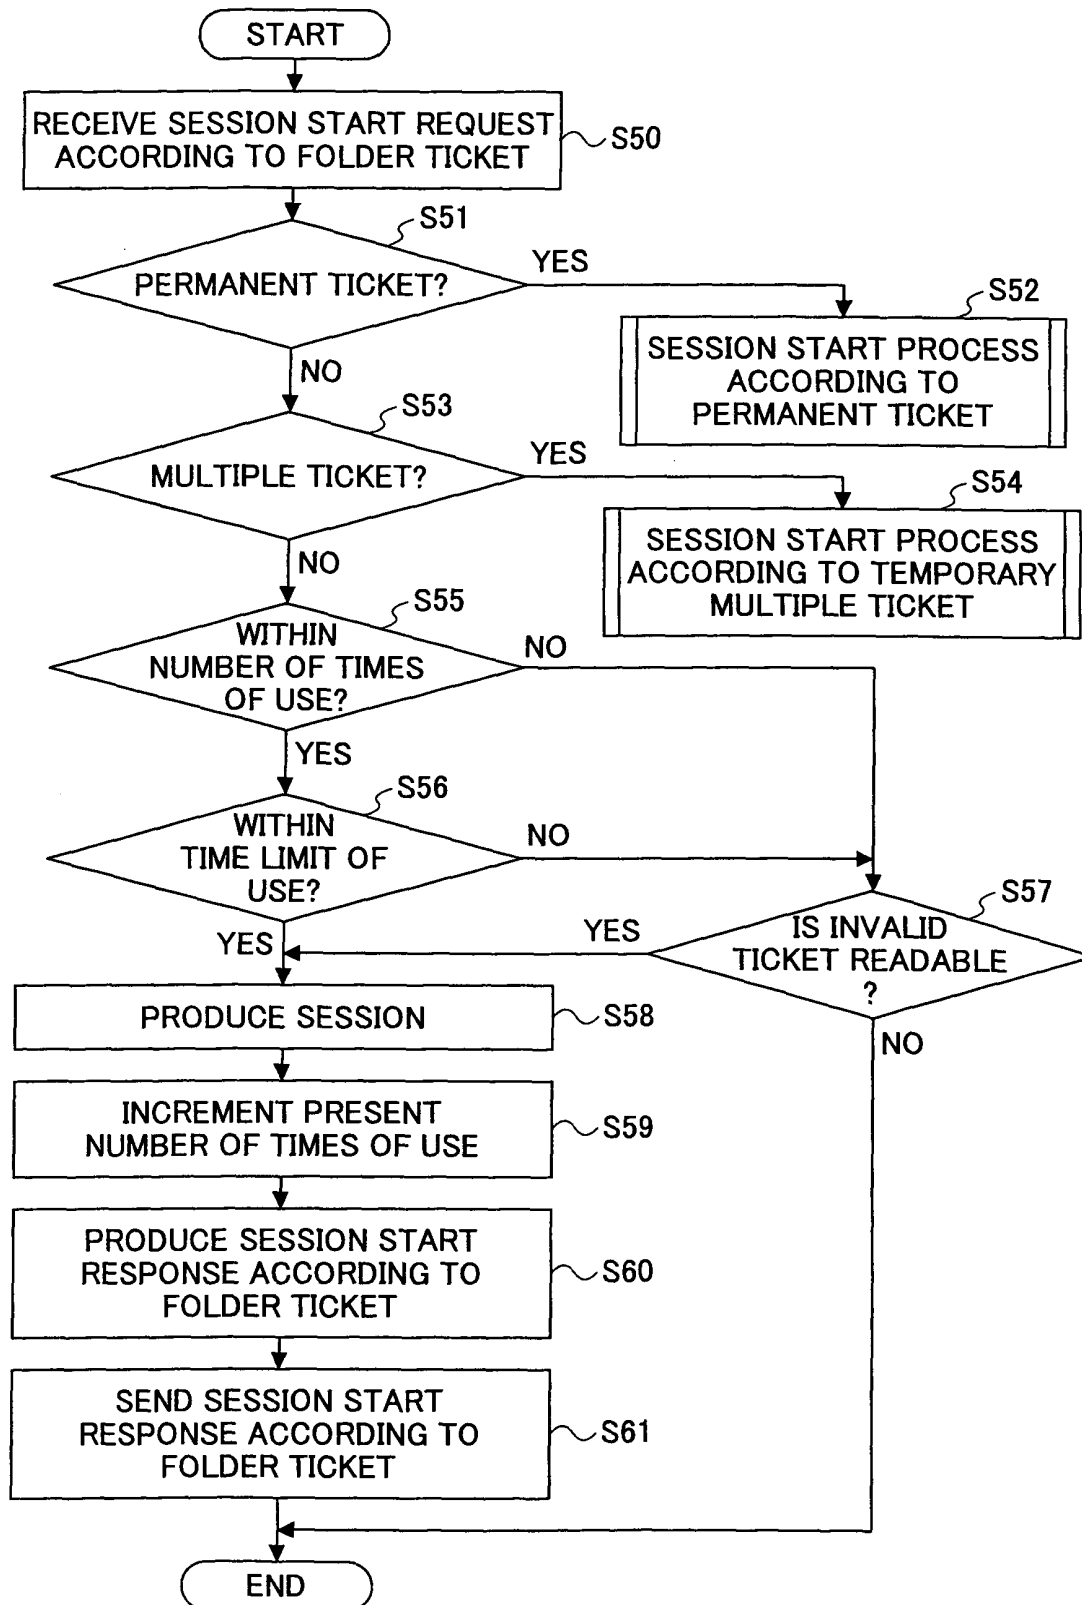 START
RECEIVE SESSION START REQUEST
ACCORDING TO FOLDER TICKET
S50
S51
PERMANENT TICKET?
YES
S52
SESSION START PROCESS
ACCORDING TO
PERMANENT TICKET
NO
S53
MULTIPLE TICKET?
YES
S54
SESSION START PROCESS
ACCORDING TO TEMPORARY
MULTIPLE TICKET
NO
S55
WITHIN
NUMBER OF TIMES
OF USE?
NO
YES
S56
WITHIN
TIME LIMIT OF
USE?
NO
S57
IS INVALID
TICKET READABLE
?
YES
YES
NO
PRODUCE SESSION
S58
INCREMENT PRESENT
NUMBER OF TIMES OF USE
S59
PRODUCE SESSION START
RESPONSE ACCORDING TO
FOLDER TICKET
S60
SEND SESSION START
RESPONSE ACCORDING TO
FOLDER TICKET
S61
END